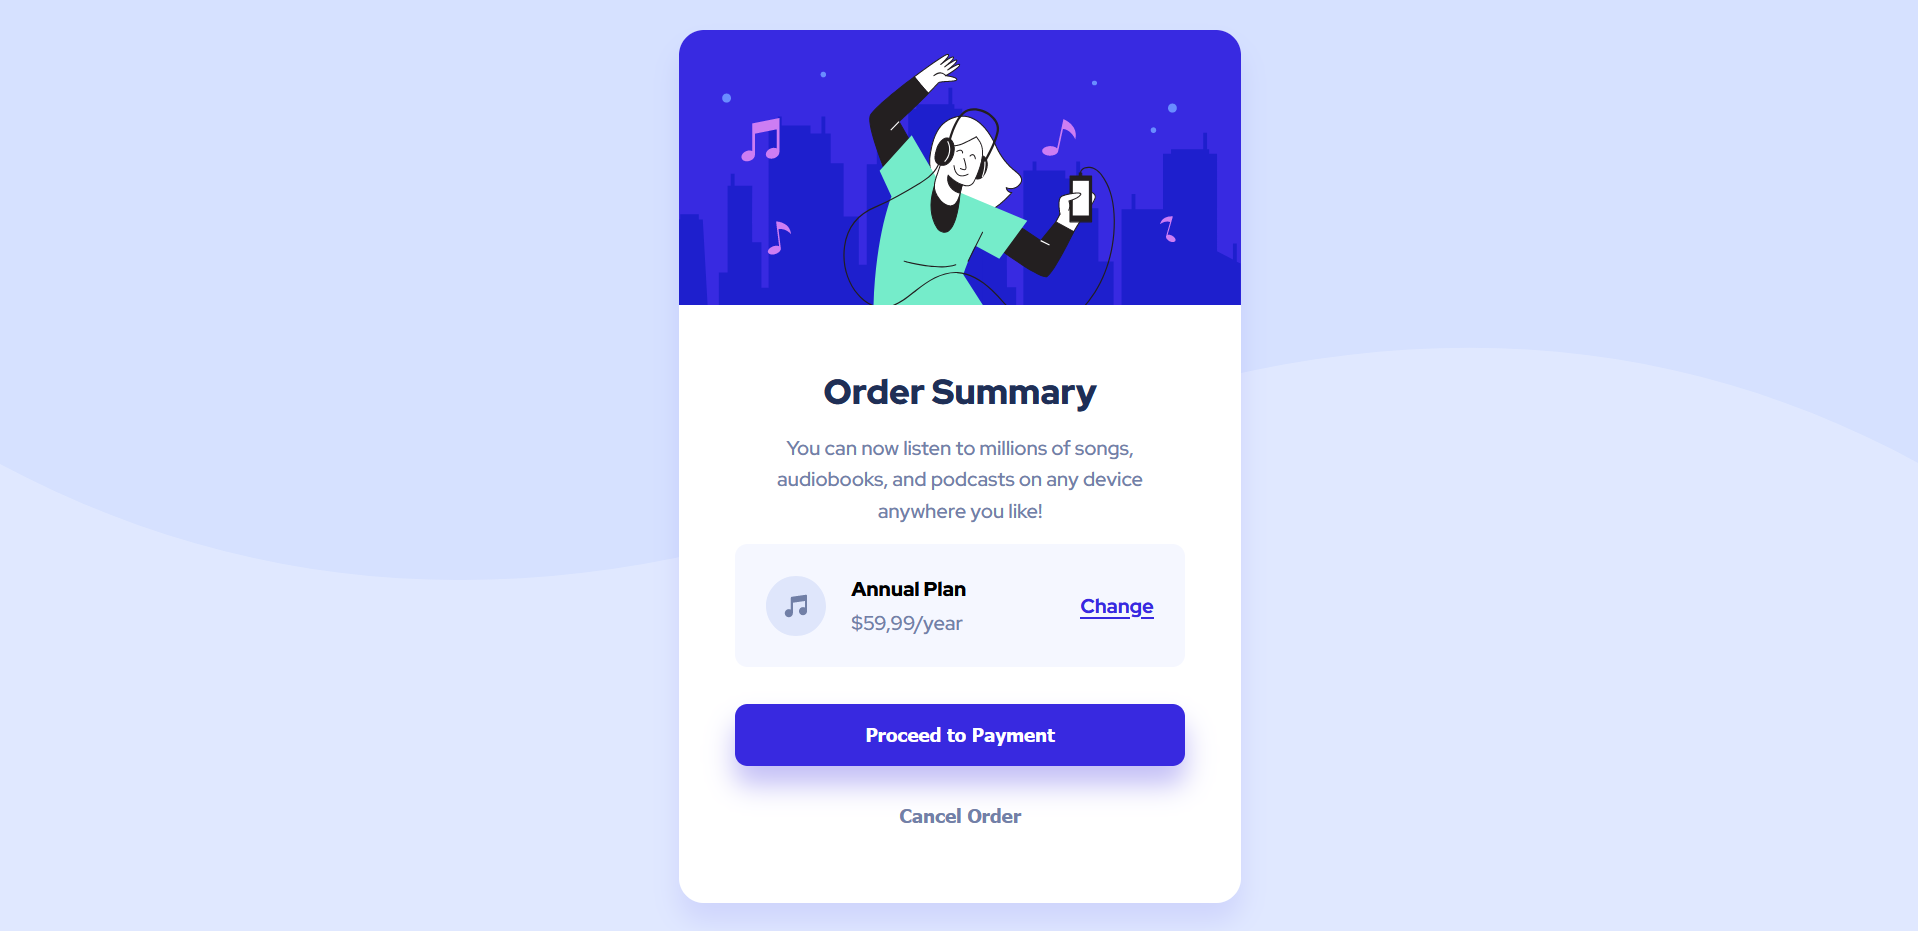 Order Summary
You can now listen to millions of songs,
audiobooks, and podcasts on any device
anywhere you like!
Annual Plan
$59,99/year
Change
Proceed to Payment
Cancel Order